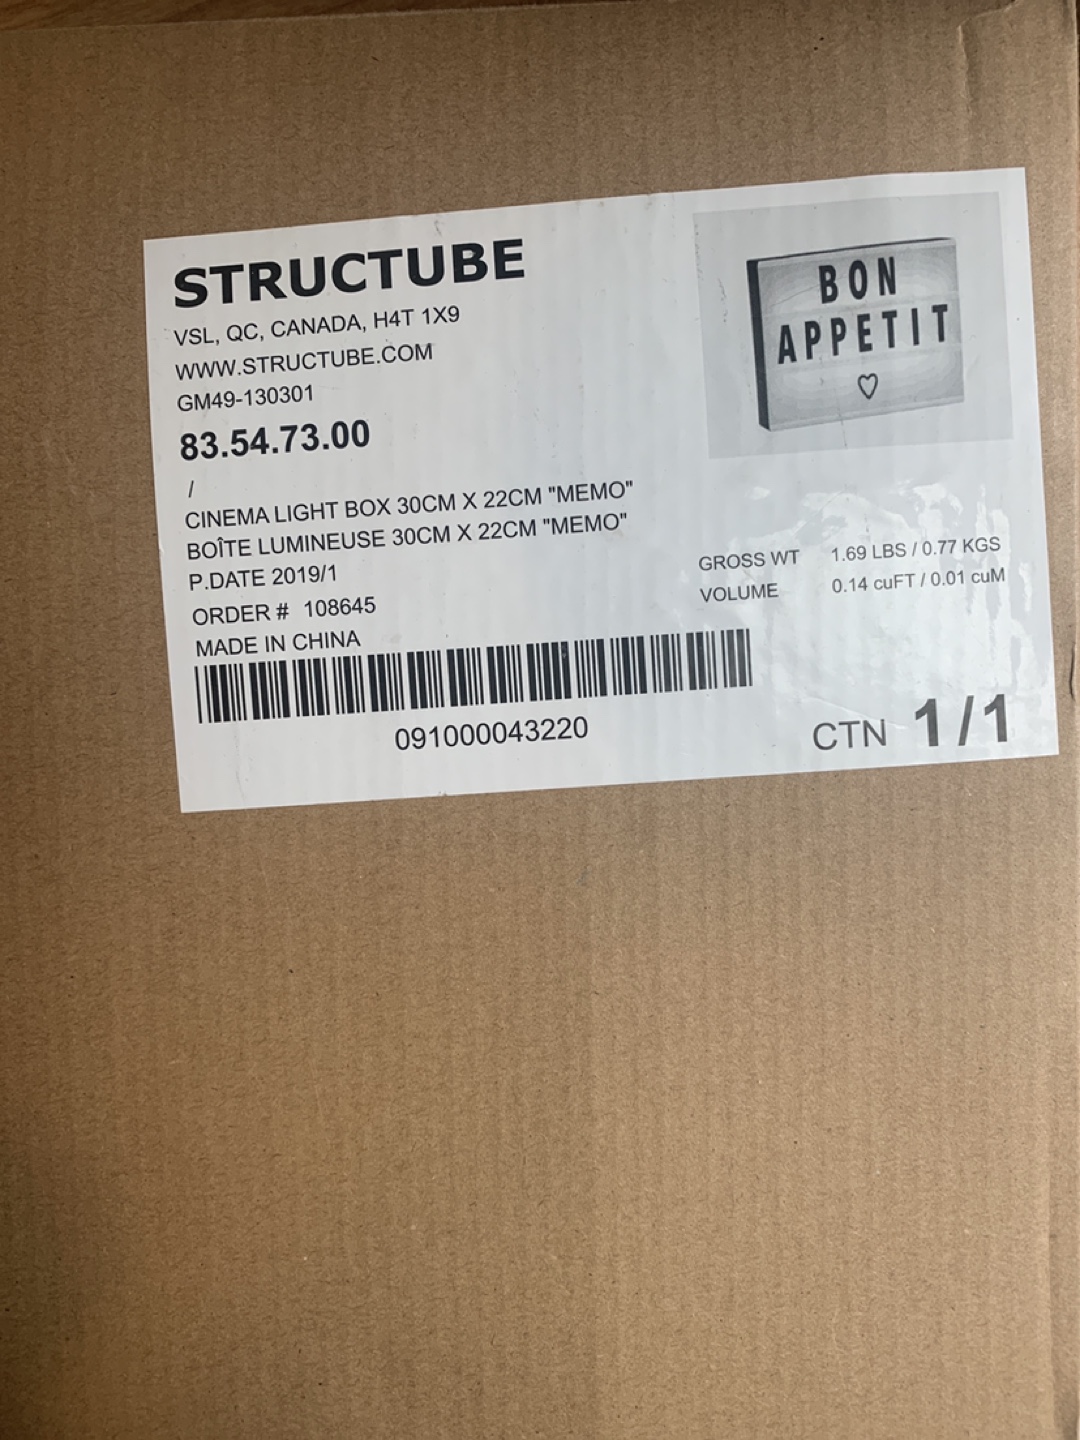 STRUCTUBE
VSL, QC, CANADA, H4T 1X9
WWW.STRUCTUBE.COM
GM49-130301
83.54.73.00
/
CINEMA LIGHT BOX 30CM X 22CM "MEMO"
BOÎTE LUMINEUSE 30CM X 22CM "MEMO"
P.DATE 2019/1
ORDER # 108645
MADE IN CHINA
091000043220
BON
APPETIT
♡
GROSS WT 1.69 LBS / 0.77 KGS
VOLUME 0.14 cuFT / 0.01 cuM
CTN 1/1